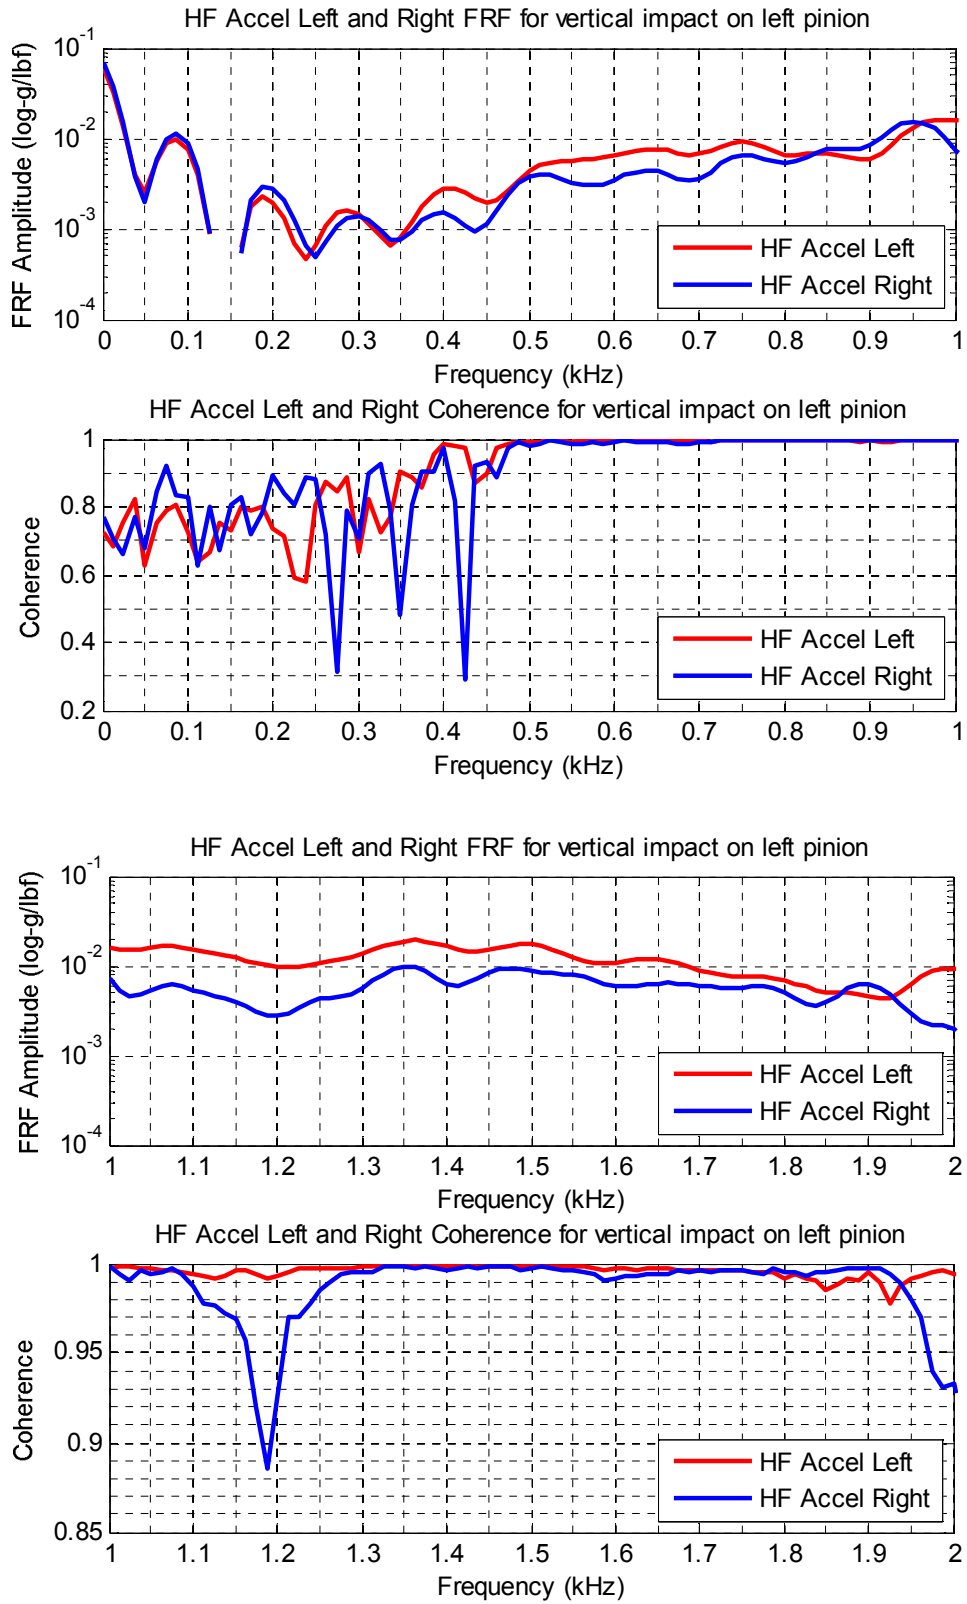 HF Accel Left and Right FRF for vertical impact on left pinion
FRF Amplitude (log-g/lbf)
10^-1
10^-2
10^-3
10^-4
0 0.1 0.2 0.3 0.4 0.5 0.6 0.7 0.8 0.9 1
Frequency (kHz)
HF Accel Left
HF Accel Right
HF Accel Left and Right Coherence for vertical impact on left pinion
Coherence
1
0.8
0.6
0.4
0.2
0 0.1 0.2 0.3 0.4 0.5 0.6 0.7 0.8 0.9 1
Frequency (kHz)
HF Accel Left
HF Accel Right
HF Accel Left and Right FRF for vertical impact on left pinion
FRF Amplitude (log-g/lbf)
10^-1
10^-2
10^-3
10^-4
1 1.1 1.2 1.3 1.4 1.5 1.6 1.7 1.8 1.9 2
Frequency (kHz)
HF Accel Left
HF Accel Right
HF Accel Left and Right Coherence for vertical impact on left pinion
Coherence
1
0.95
0.9
0.85
1 1.1 1.2 1.3 1.4 1.5 1.6 1.7 1.8 1.9 2
Frequency (kHz)
HF Accel Left
HF Accel Right